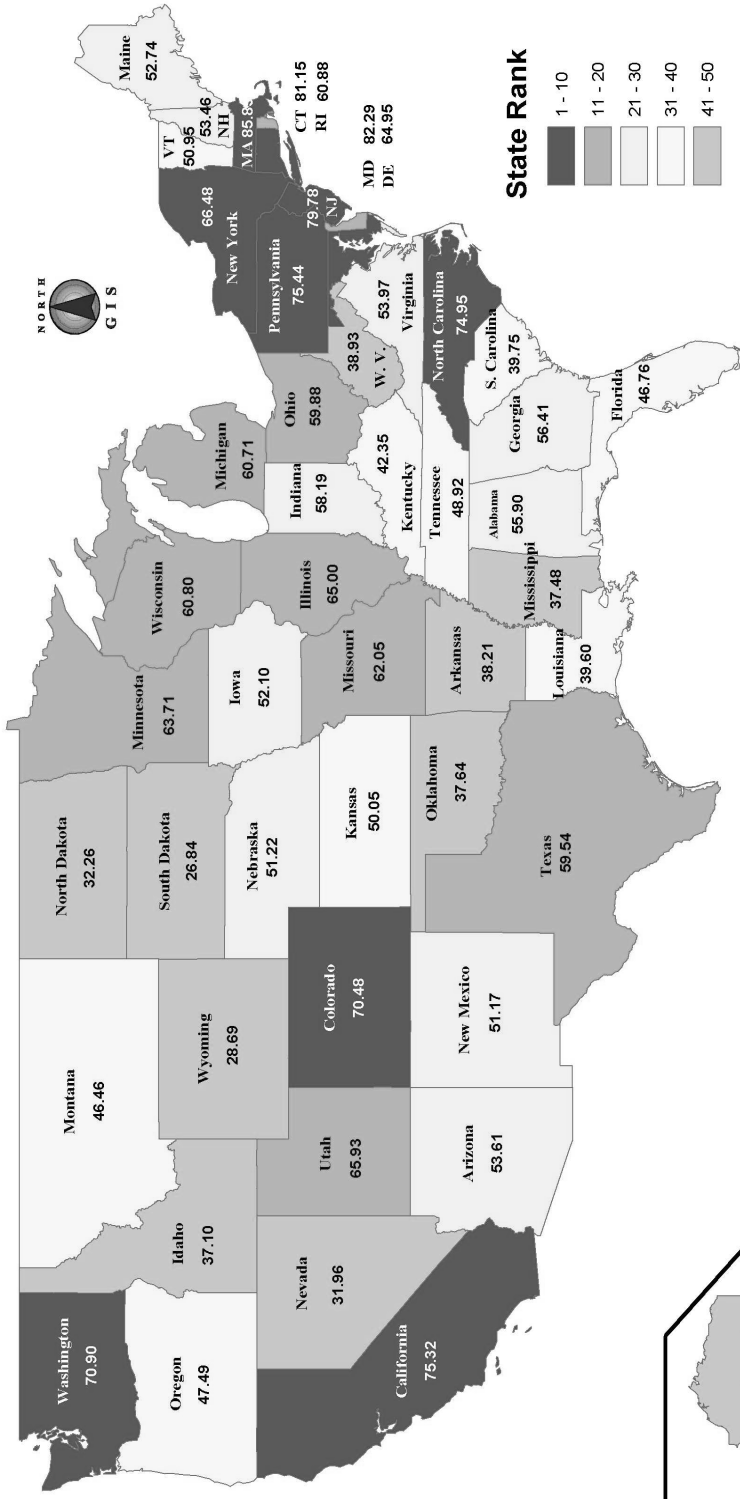 NORTH
GIS
Washington
70.90
Oregon
47.49
California
75.32
Idaho
37.10
Nevada
31.96
Montana
46.46
Wyoming
28.69
Utah
65.93
Arizona
53.61
Colorado
70.48
New Mexico
51.17
North Dakota
32.26
South Dakota
26.84
Nebraska
51.22
Kansas
50.05
Oklahoma
37.64
Texas
59.54
Minnesota
63.71
Iowa
52.10
Missouri
62.05
Arkansas
38.21
Louisiana
39.60
Wisconsin
60.80
Illinois
65.00
Mississippi
37.48
Michigan
60.71
Indiana
58.19
Ohio
59.88
Kentucky
42.35
Tennessee
48.92
Alabama
55.90
Georgia
56.41
Florida
46.76
S. Carolina
39.75
North Carolina
74.95
Virginia
53.97
W. V.
38.93
Pennsylvania
75.44
New York
66.48
VT
50.95
NH
53.46
Maine
52.74
MA 85.8
CT 81.15
RI 60.88
NJ
79.78
MD 82.29
DE 64.95
State Rank
1 - 10
11 - 20
21 - 30
31 - 40
41 - 50